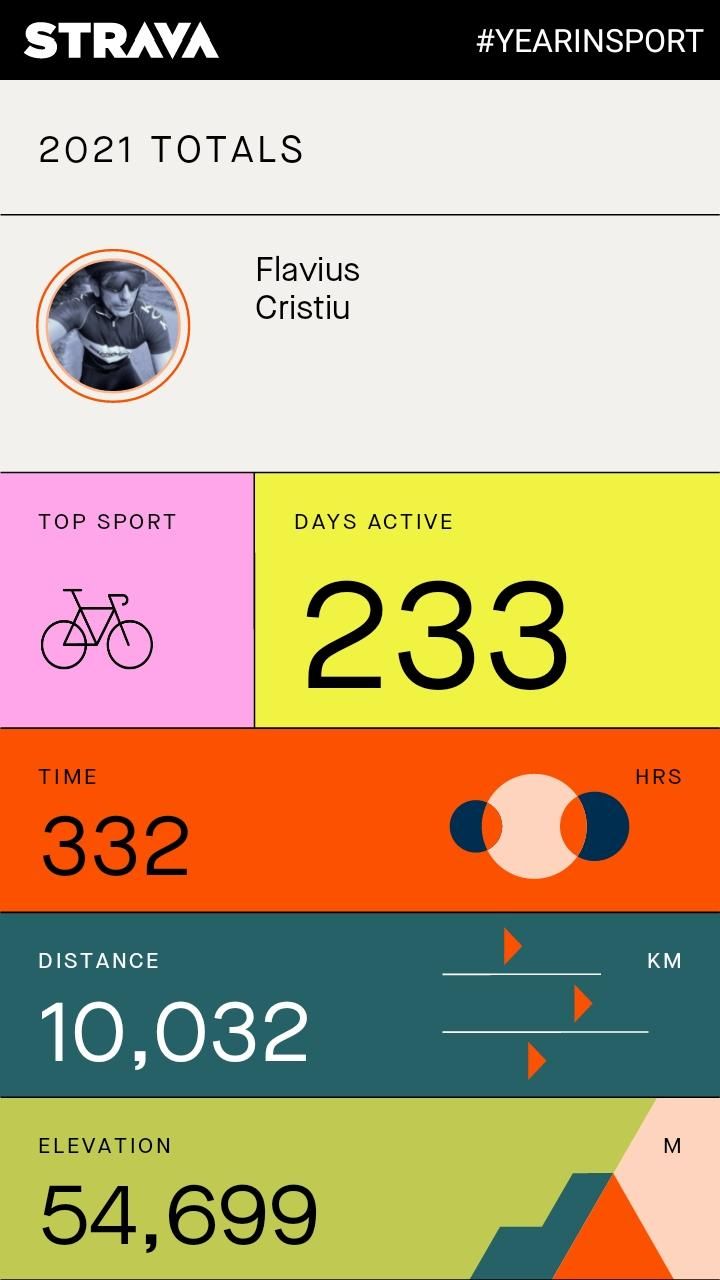 STRAVA #YEARINSPORT
2021 TOTALS
Flavius
Cristiu
TOP SPORT
DAYS ACTIVE
233
TIME
HRS
332
DISTANCE
KM
10,032
ELEVATION
M
54,699